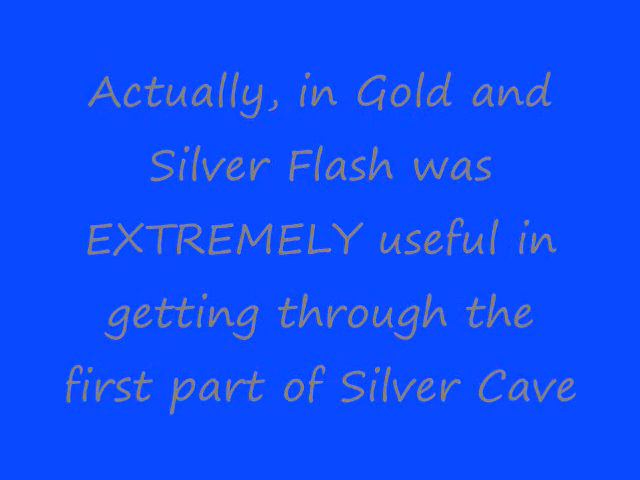 Actually, in Gold and
Silver Flash was
EXTREMELY useful in
getting through the
first part of Silver Cave